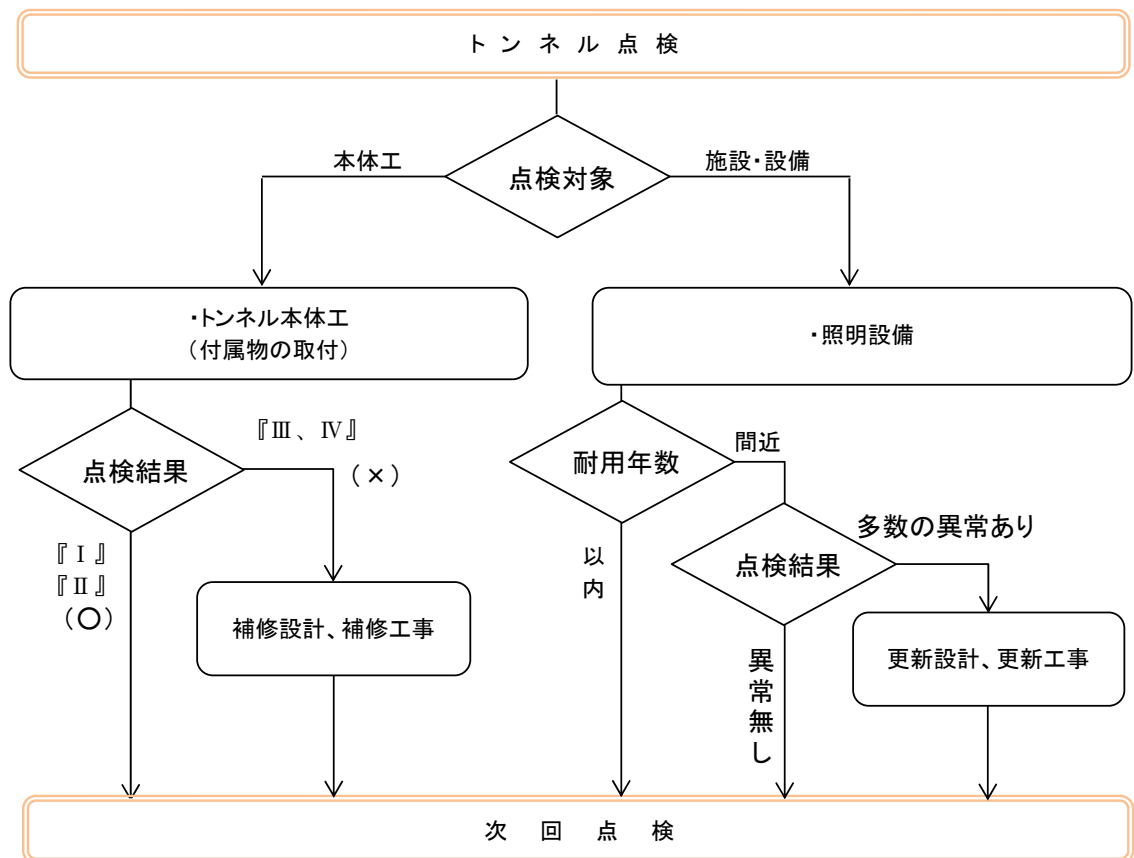 トンネル点検
点検対象
本体工
施設・設備
・トンネル本体工
（付属物の取付）
・照明設備
点検結果
『Ⅲ、Ⅳ』
（×）
『Ⅰ』
『Ⅱ』
（〇）
補修設計、補修工事
耐用年数
間近
以内
点検結果
多数の異常あり
異常無し
更新設計、更新工事
次回点検